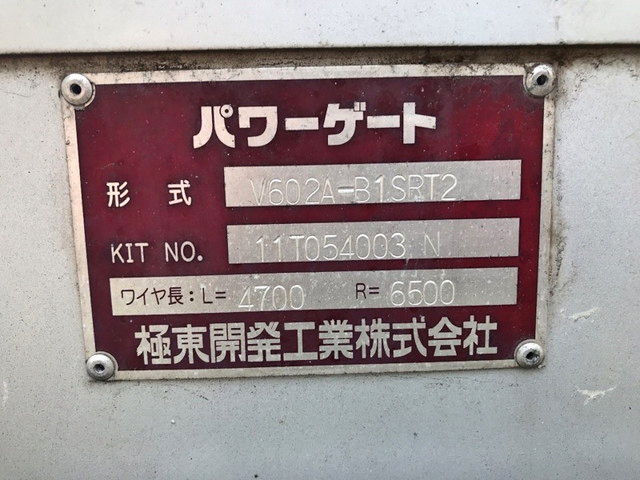 パワーゲート
形式 V602A-B1SRT2
KIT NO. 11T054003 N
ワイヤ長:L= 4700 R= 6500
極東開発工業株式会社